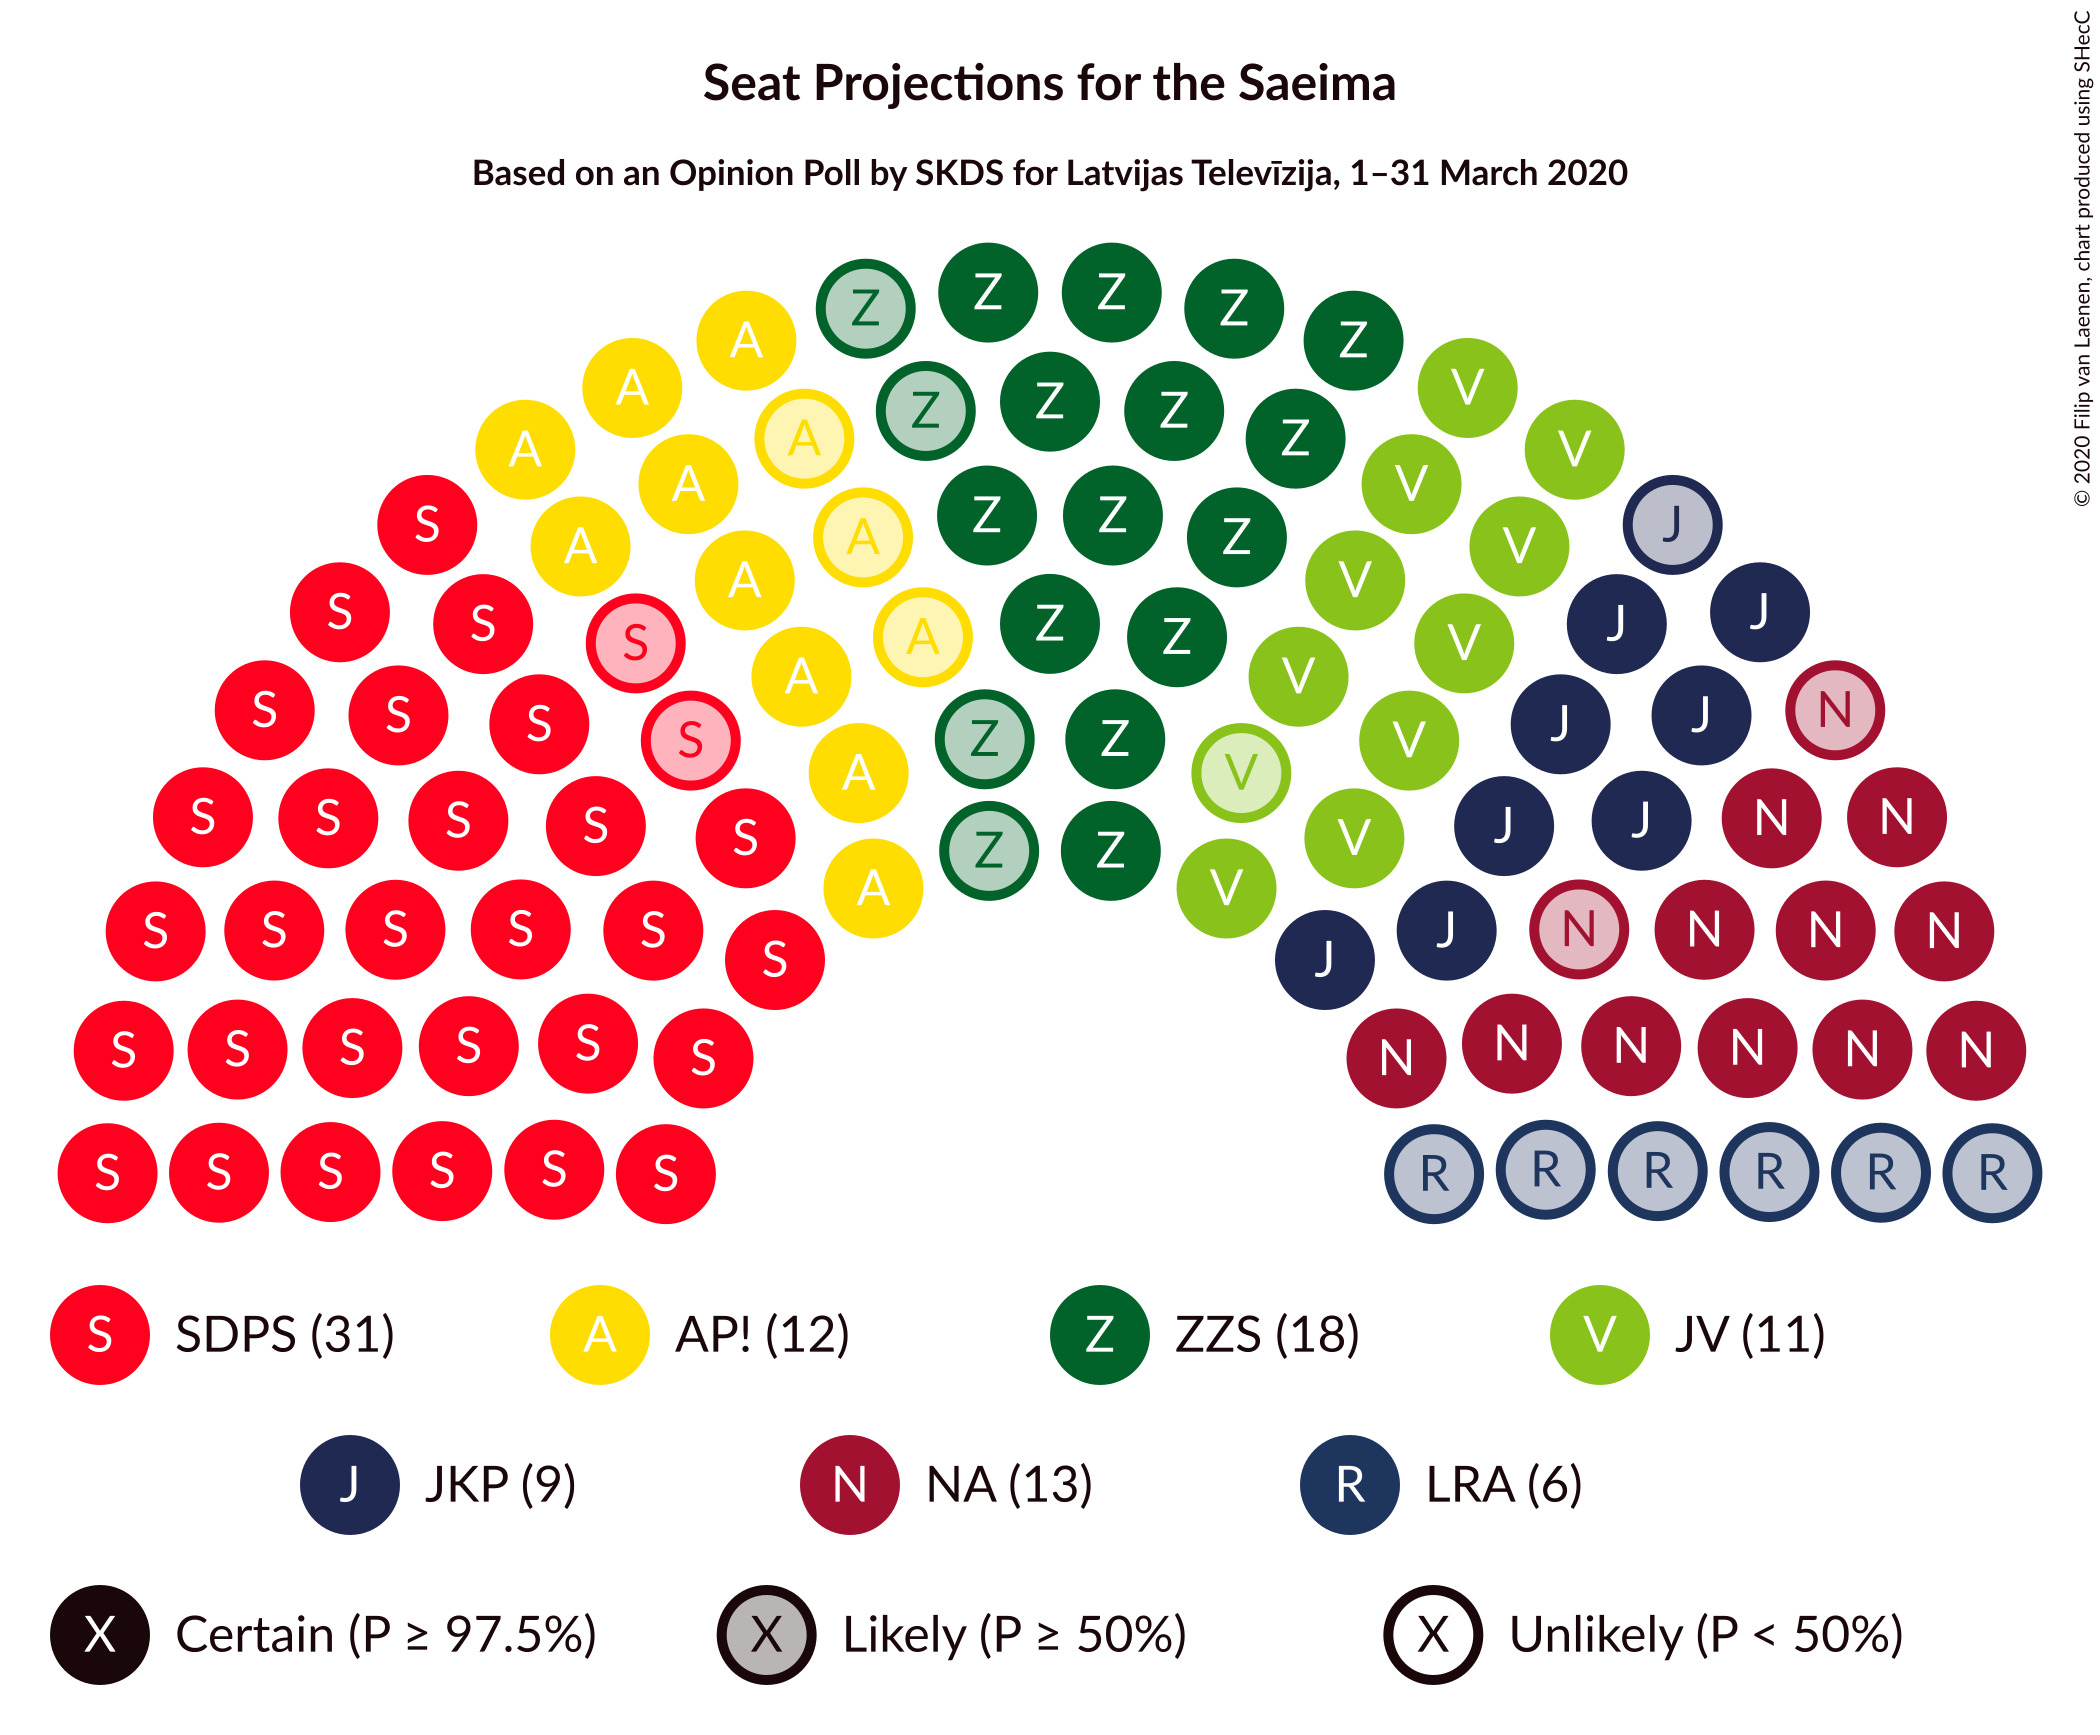 Seat Projections for the Saeima
Based on an Opinion Poll by SKDS for Latvijas Televīzija, 1–31 March 2020
© 2020 Filip van Laenen, chart produced using SHecC
Z Z Z Z Z
A A V V
Z Z Z Z
A A V V
S A A Z Z Z V J
S S A A V V J J
S A Z Z
S S S A V J J N
S S S A Z Z V V
S S S S S A Z Z V V J J N N
S S S S S S J J N N N N
S S S S S S N N N N N N
S S S S S S R R R R R R
S SDPS (31) A AP! (12) Z ZZS (18) V JV (11)
J JKP (9) N NA (13) R LRA (6)
X Certain (P ≥ 97.5%) X Likely (P ≥ 50%) X Unlikely (P < 50%)